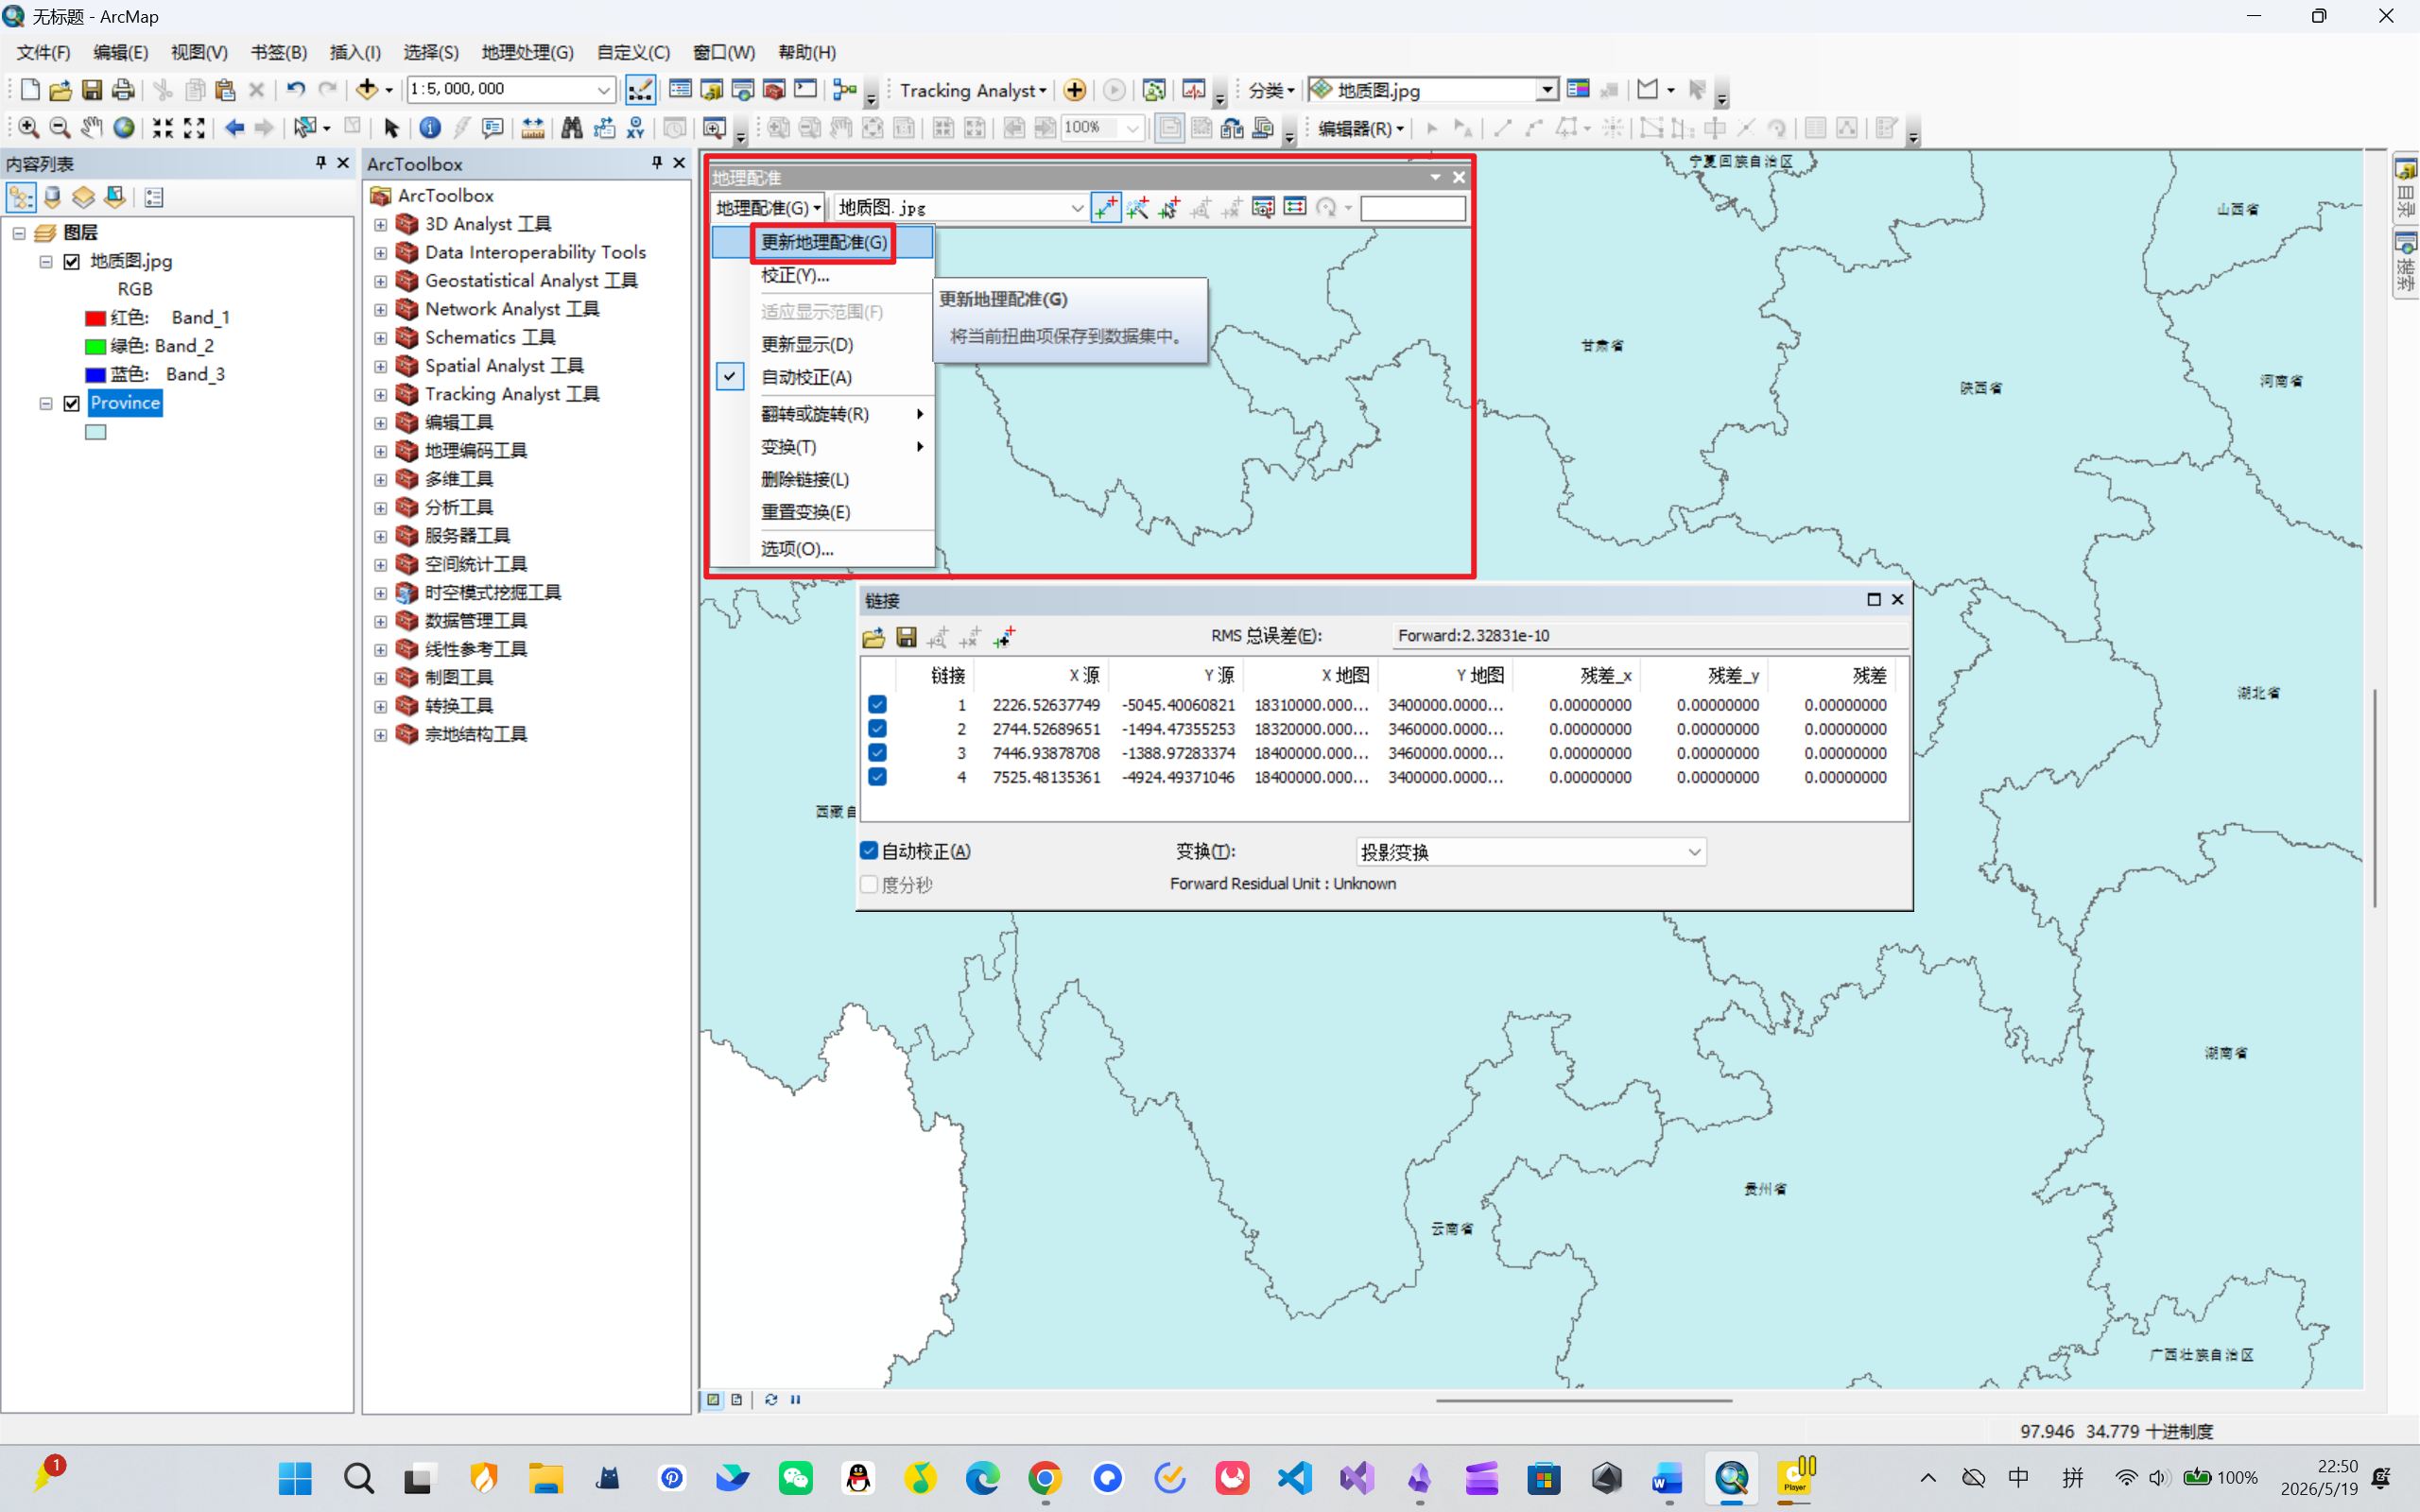 无标题 - ArcMap
文件(F) 编辑(E) 视图(V) 书签(B) 插入(I) 选择(S) 地理处理(G) 自定义(C) 窗口(W) 帮助(H)
1:5,000,000
Tracking Analyst
分类
地质图.jpg
100%
编辑器(R)
内容列表
ArcToolbox
图层
地质图.jpg
RGB
红色: Band_1
绿色: Band_2
蓝色: Band_3
Province
ArcToolbox
3D Analyst 工具
Data Interoperability Tools
Geostatistical Analyst 工具
Network Analyst 工具
Schematics 工具
Spatial Analyst 工具
Tracking Analyst 工具
编辑工具
地理编码工具
多维工具
分析工具
服务器工具
空间统计工具
时空模式挖掘工具
数据管理工具
线性参考工具
制图工具
转换工具
宗地结构工具
地理配准
地理配准(G) 地质图.jpg
更新地理配准(G)
校正(Y)...
适应显示范围(F)
更新显示(D)
自动校正(A)
翻转或旋转(R)
变换(T)
删除链接(L)
重置变换(E)
选项(O)...
更新地理配准(G)
将当前扭曲项保存到数据集中。
宁夏回族自治区
山西省
甘肃省
陕西省
河南省
湖北省
西藏自
湖南省
贵州省
云南省
广西壮族自治区
目录
搜索
链接
RMS 总误差(E): Forward:2.32831e-10
链接 X 源 Y 源 X 地图 Y 地图 残差_x 残差_y 残差
1 2226.52637749 -5045.40060821 18310000.000... 3400000.0000... 0.00000000 0.00000000 0.00000000
2 2744.52689651 -1494.47355253 18320000.000... 3460000.0000... 0.00000000 0.00000000 0.00000000
3 7446.93878708 -1388.97283374 18400000.000... 3460000.0000... 0.00000000 0.00000000 0.00000000
4 7525.48135361 -4924.49371046 18400000.000... 3400000.0000... 0.00000000 0.00000000 0.00000000
自动校正(A) 变换(T): 投影变换
度分秒 Forward Residual Unit : Unknown
97.946 34.779 十进制度
1
Player
中
拼
100%
22:50
2026/5/19